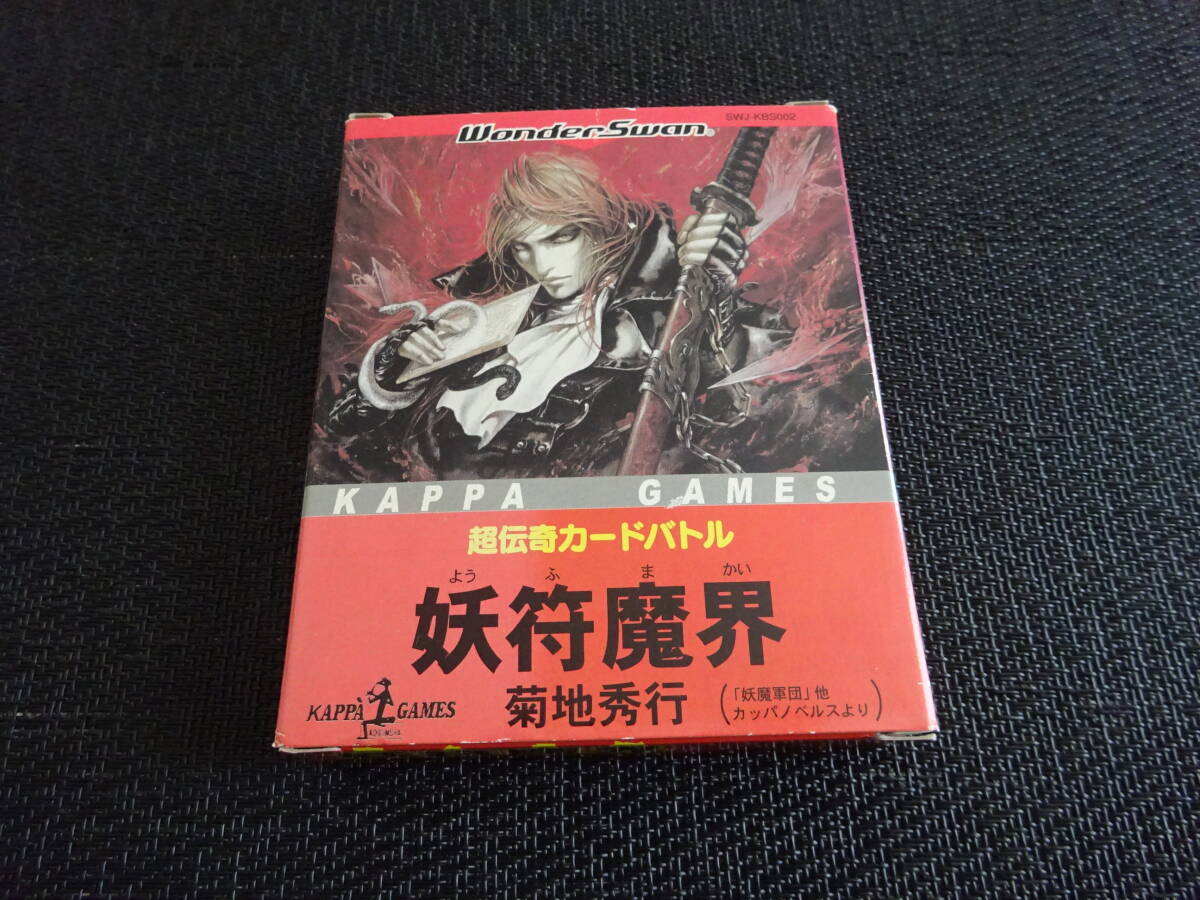 WonderSwan®
SWJ-KBS002
KAPPA GAMES
超伝奇カードバトル
よう ふ ま かい
妖符魔界
菊地秀行
(「妖魔軍団」他
カッパノベルスより)
KAPPA GAMES